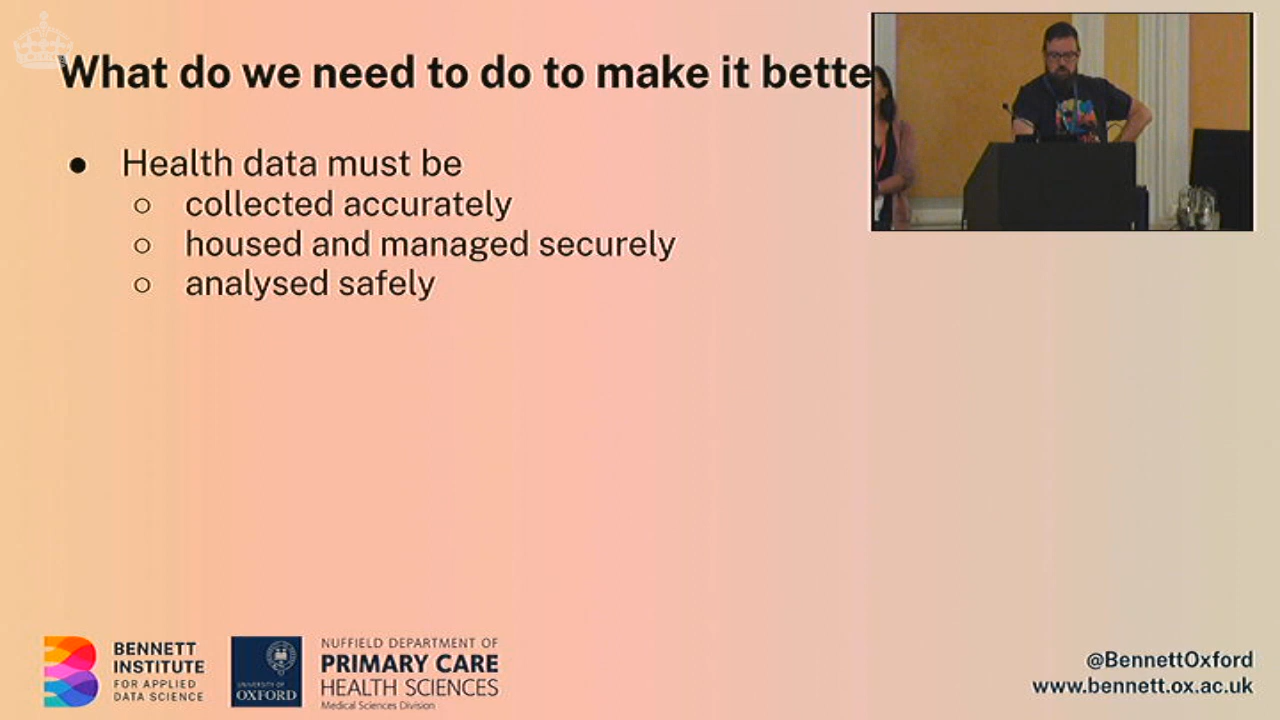 What do we need to do to make it bette
● Health data must be
○ collected accurately
○ housed and managed securely
○ analysed safely
BENNETT
INSTITUTE
FOR APPLIED
DATA SCIENCE
UNIVERSITY OF
OXFORD
NUFFIELD DEPARTMENT OF
PRIMARY CARE
HEALTH SCIENCES
Medical Sciences Division
@BennettOxford
www.bennett.ox.ac.uk